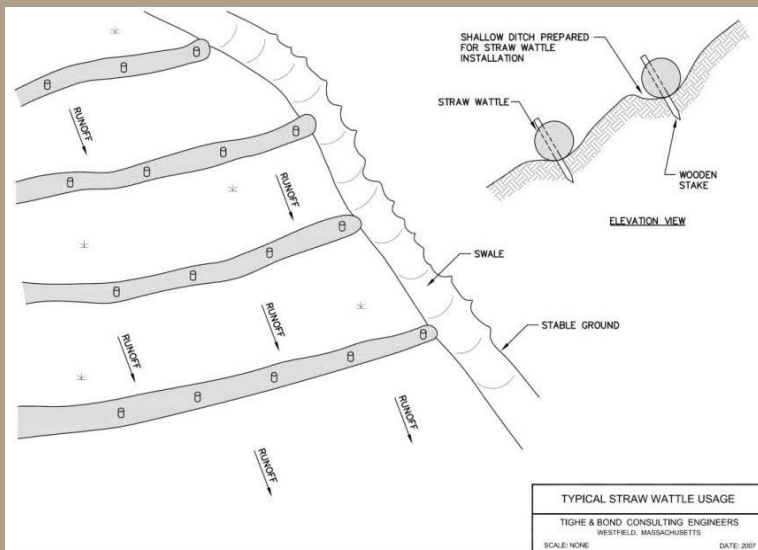 SHALLOW DITCH PREPARED
FOR STRAW WATTLE
INSTALLATION
STRAW WATTLE
WOODEN
STAKE
ELEVATION VIEW
RUNOFF
RUNOFF
SWALE
RUNOFF
RUNOFF
STABLE GROUND
RUNOFF
RUNOFF
TYPICAL STRAW WATTLE USAGE
TIGHE & BOND CONSULTING ENGINEERS
WESTFIELD, MASSACHUSETTS
SCALE: NONE DATE: 2007